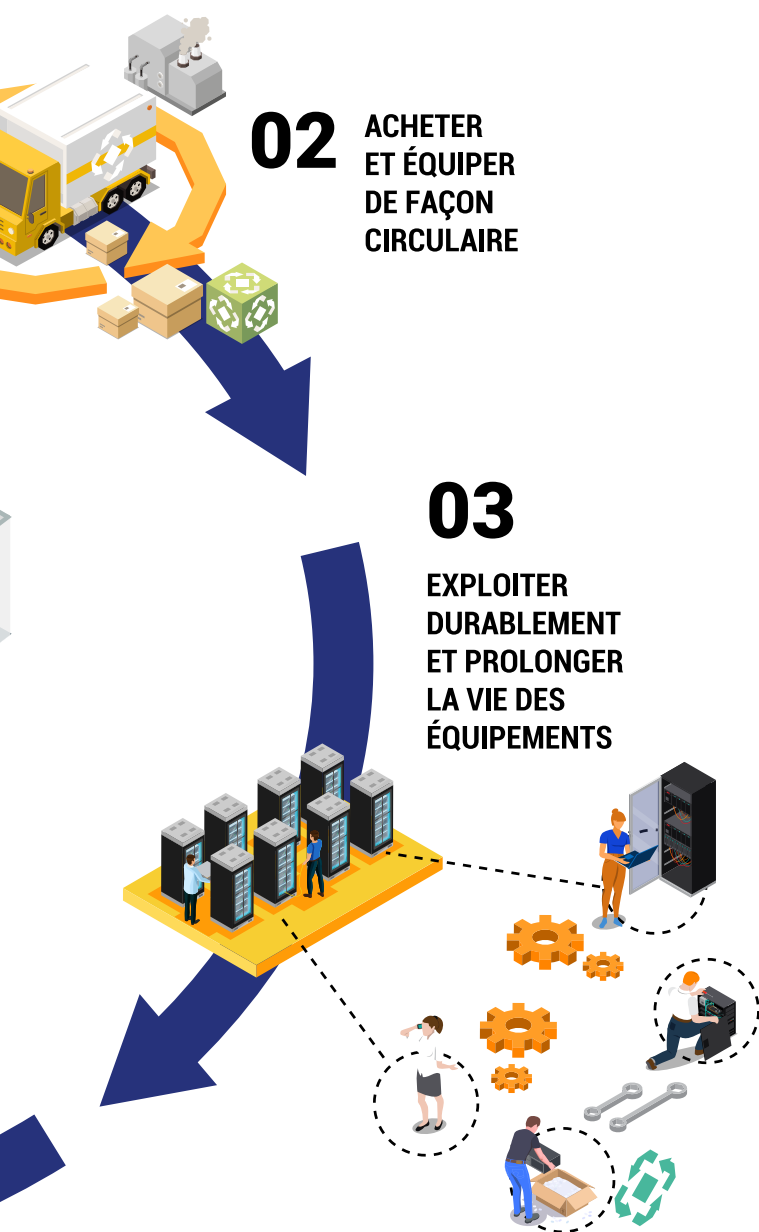 02
ACHETER
ET ÉQUIPER
DE FAÇON
CIRCULAIRE
03
EXPLOITER
DURABLEMENT
ET PROLONGER
LA VIE DES
ÉQUIPEMENTS